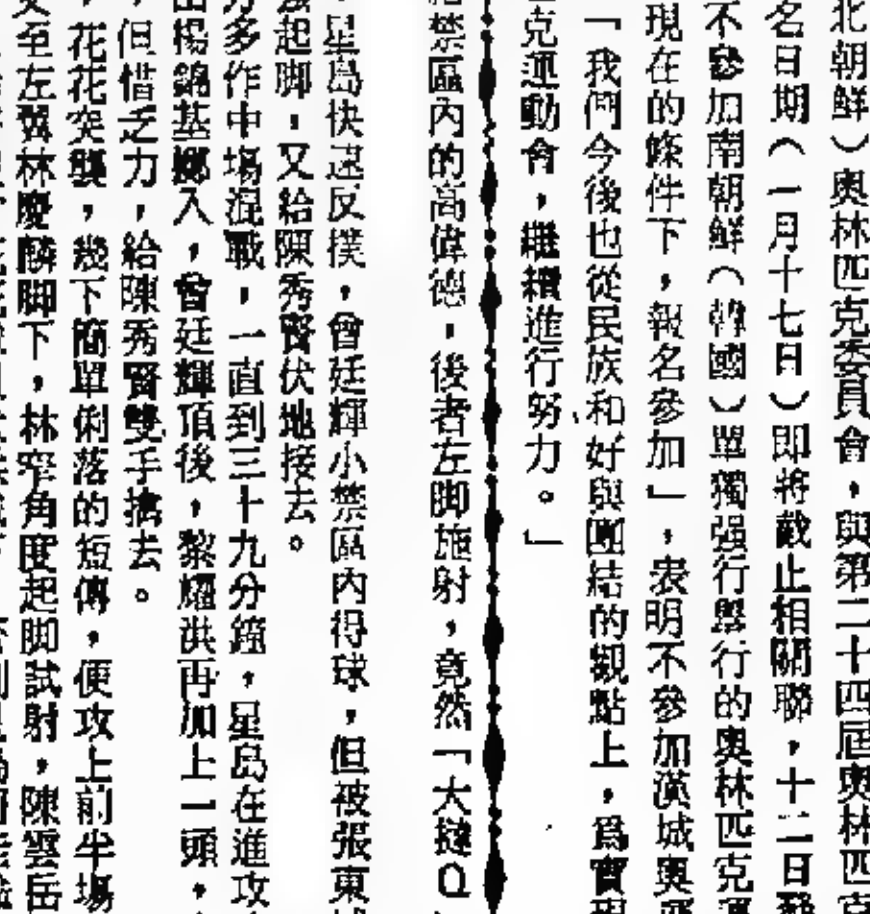 北朝鮮）奧林匹克委員會，與第二十四屆奧林匹克
名日期（一月十七日）即將截止相關聯，十二日發
不參加南朝鮮（韓國）單獨强行舉行的奧林匹克運
現在的條件下，報名參加」，表明不參加漢城奧運
「我們今後也從民族和好與團結的觀點上，爲實現
克運動會，繼續進行努力。」
禁區內的高偉德，後者左脚施射，竟然「大撻Q
星島快速反撲，曾廷輝小禁區內得球，但被張東
起脚，又給陳秀賢伏地接去。
多作中場混戰，一直到三十九分鐘，星島在進攻
楊錦基擲入，曾廷輝頂後，黎耀洪再加上一頭，
，但惜乏力，給陳秀賢雙手擒去。
，花花突襲，幾下簡單俐落的短傳，便攻上前半場
至左翼林慶麟脚下，林窄角度起脚試射，陳雲岳